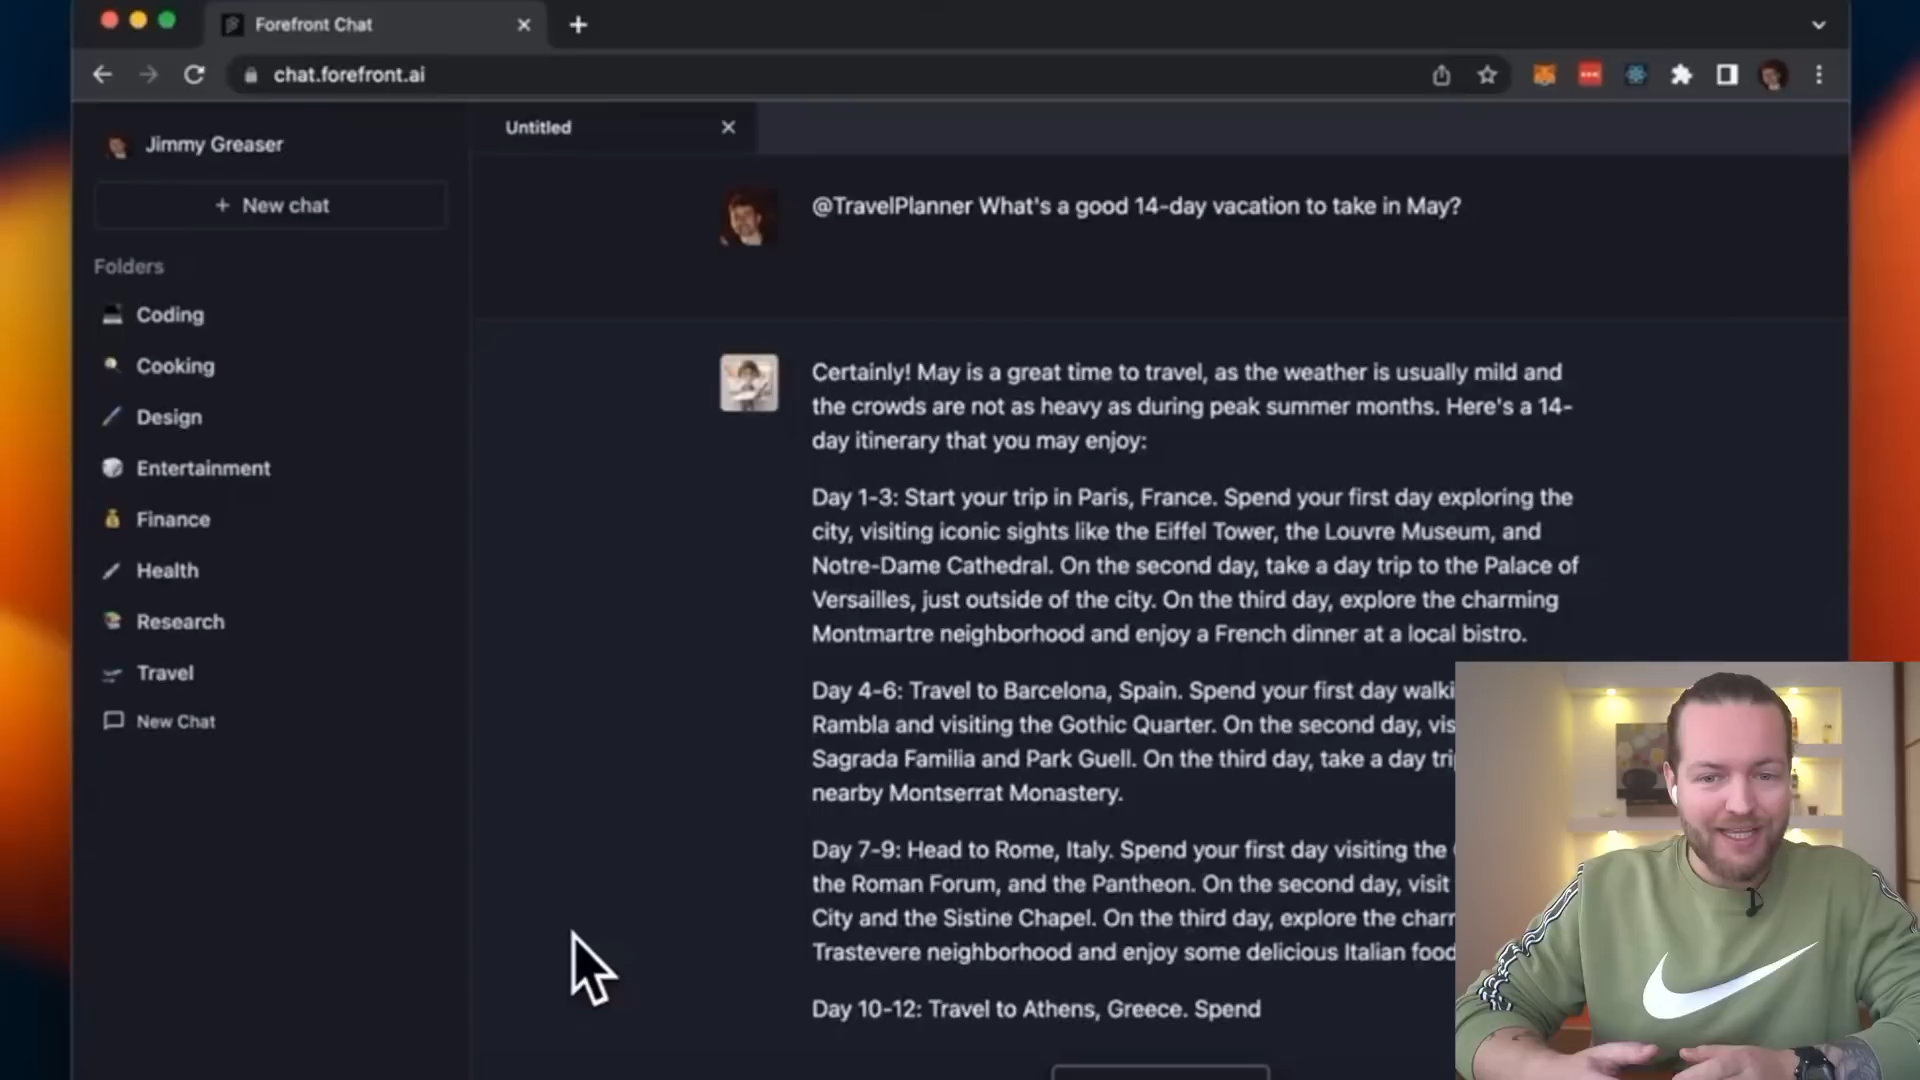 Forefront Chat
chat.forefront.ai
Jimmy Greaser
+ New chat
Folders
Coding
Cooking
Design
Entertainment
Finance
Health
Research
Travel
New Chat
Untitled
@TravelPlanner What's a good 14-day vacation to take in May?
Certainly! May is a great time to travel, as the weather is usually mild and
the crowds are not as heavy as during peak summer months. Here's a 14-
day itinerary that you may enjoy:
Day 1-3: Start your trip in Paris, France. Spend your first day exploring the
city, visiting iconic sights like the Eiffel Tower, the Louvre Museum, and
Notre-Dame Cathedral. On the second day, take a day trip to the Palace of
Versailles, just outside of the city. On the third day, explore the charming
Montmartre neighborhood and enjoy a French dinner at a local bistro.
Day 4-6: Travel to Barcelona, Spain. Spend your first day walki
Rambla and visiting the Gothic Quarter. On the second day, vis
Sagrada Familia and Park Guell. On the third day, take a day tri
nearby Montserrat Monastery.
Day 7-9: Head to Rome, Italy. Spend your first day visiting the
the Roman Forum, and the Pantheon. On the second day, visit
City and the Sistine Chapel. On the third day, explore the charr
Trastevere neighborhood and enjoy some delicious Italian food
Day 10-12: Travel to Athens, Greece. Spend